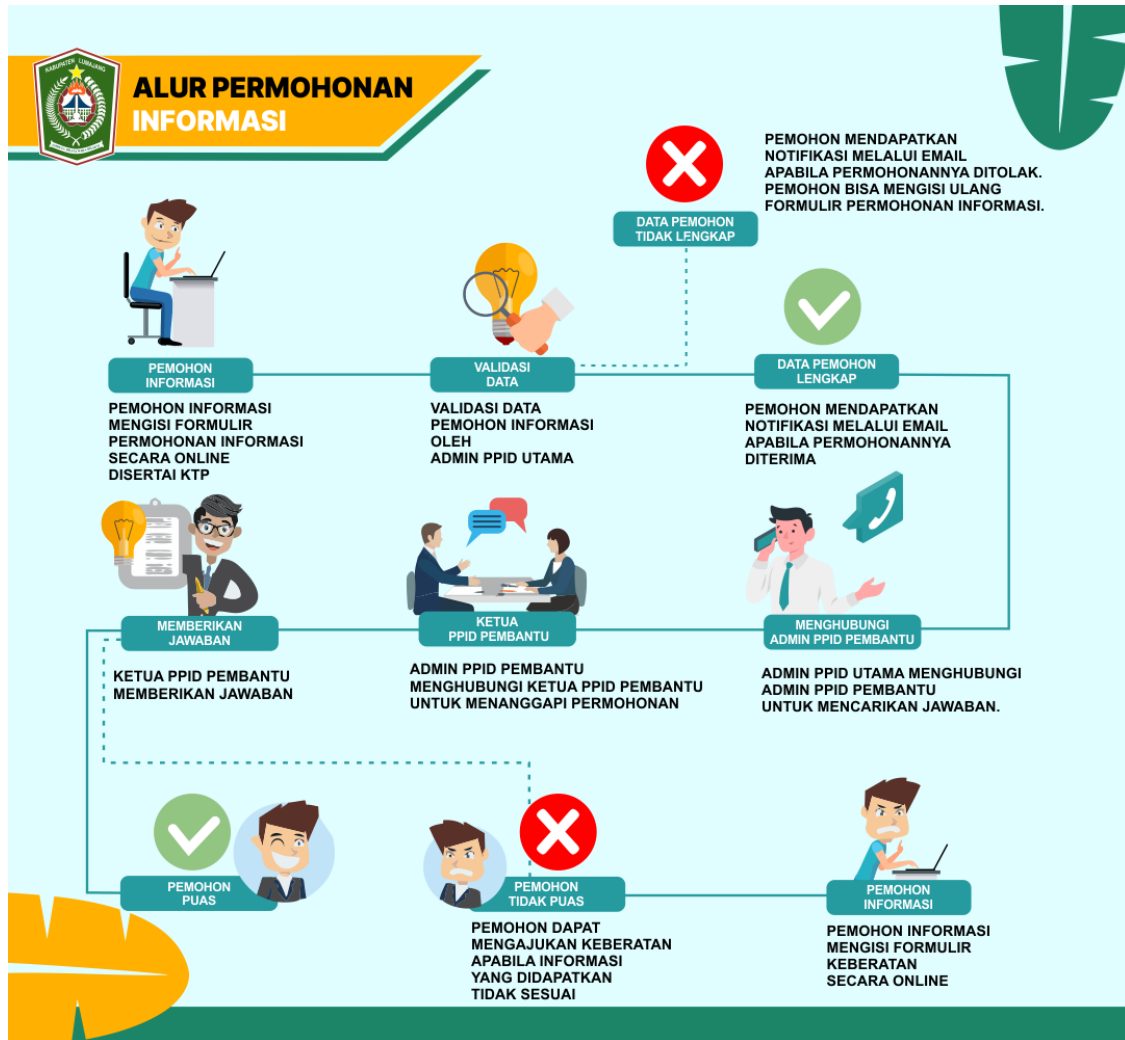 KABUPATEN LUMAJANG
ALUR PERMOHONAN
INFORMASI
PEMOHON MENDAPATKAN
NOTIFIKASI MELALUI EMAIL
APABILA PERMOHONANNYA DITOLAK.
PEMOHON BISA MENGISI ULANG
FORMULIR PERMOHONAN INFORMASI.
DATA PEMOHON
TIDAK LENGKAP
PEMOHON
INFORMASI
PEMOHON INFORMASI
MENGISI FORMULIR
PERMOHONAN INFORMASI
SECARA ONLINE
DISERTAI KTP
VALIDASI
DATA
VALIDASI DATA
PEMOHON INFORMASI
OLEH
ADMIN PPID UTAMA
DATA PEMOHON
LENGKAP
PEMOHON MENDAPATKAN
NOTIFIKASI MELALUI EMAIL
APABILA PERMOHONANNYA
DITERIMA
MEMBERIKAN
JAWABAN
KETUA PPID PEMBANTU
MEMBERIKAN JAWABAN
KETUA
PPID PEMBANTU
ADMIN PPID PEMBANTU
MENGHUBUNGI KETUA PPID PEMBANTU
UNTUK MENANGGAPI PERMOHONAN
MENGHUBUNGI
ADMIN PPID PEMBANTU
ADMIN PPID UTAMA MENGHUBUNGI
ADMIN PPID PEMBANTU
UNTUK MENCARIKAN JAWABAN.
PEMOHON
PUAS
PEMOHON
TIDAK PUAS
PEMOHON DAPAT
MENGAJUKAN KEBERATAN
APABILA INFORMASI
YANG DIDAPATKAN
TIDAK SESUAI
PEMOHON
INFORMASI
PEMOHON INFORMASI
MENGISI FORMULIR
KEBERATAN
SECARA ONLINE